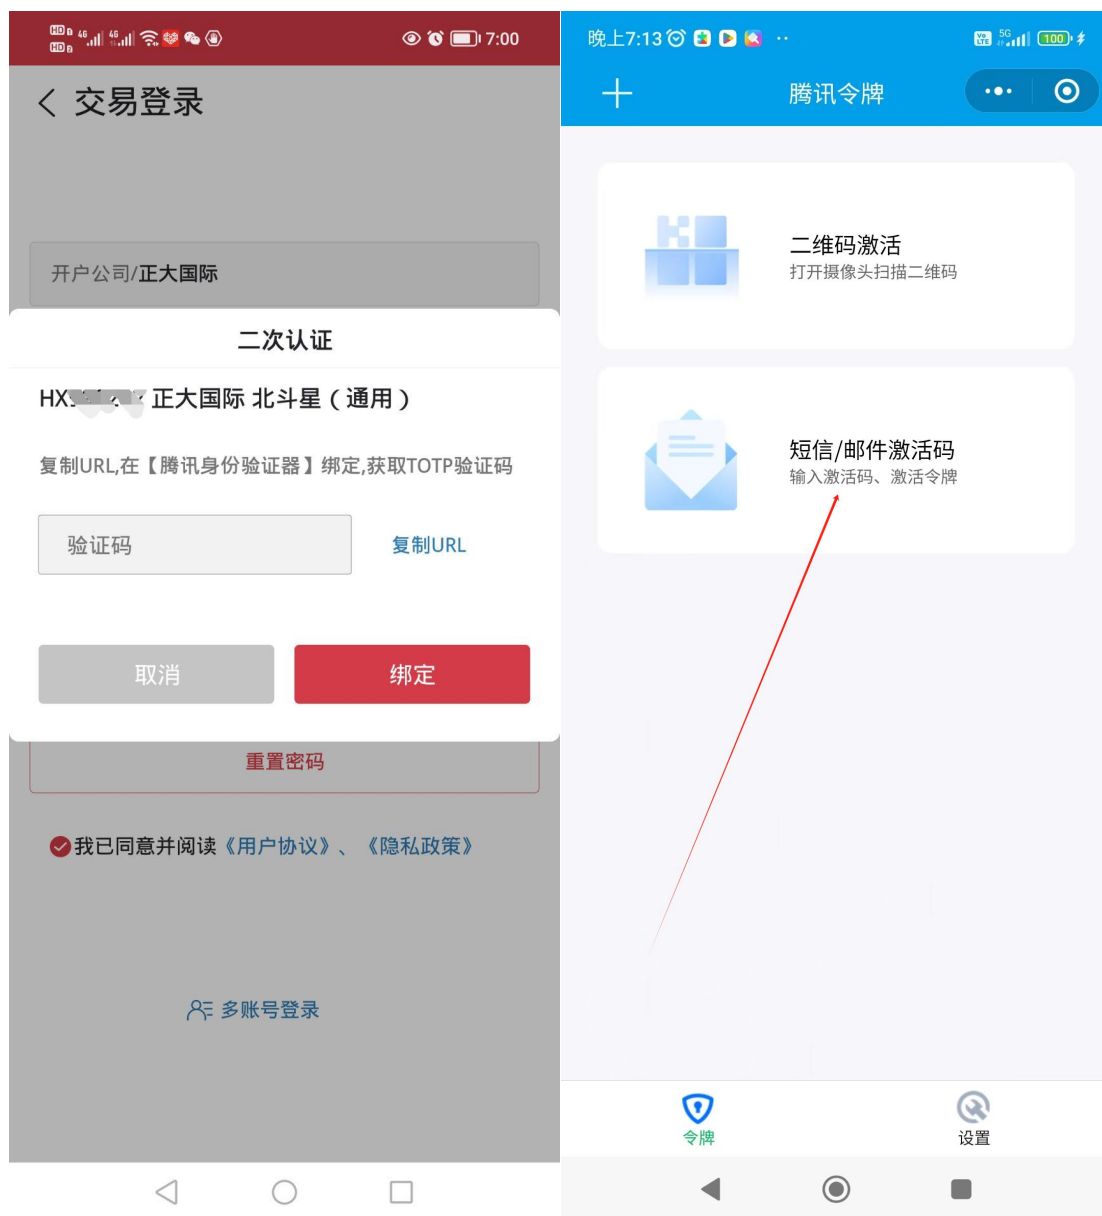 7:00
交易登录
开户公司/正大国际
二次认证
HX 正大国际 北斗星（通用）
复制URL,在【腾讯身份验证器】绑定,获取TOTP验证码
验证码
复制URL
取消
绑定
重置密码
我已同意并阅读《用户协议》、《隐私政策》
多账号登录
晚上7:13
5G
100
腾讯令牌
二维码激活
打开摄像头扫描二维码
短信/邮件激活码
输入激活码、激活令牌
令牌
设置